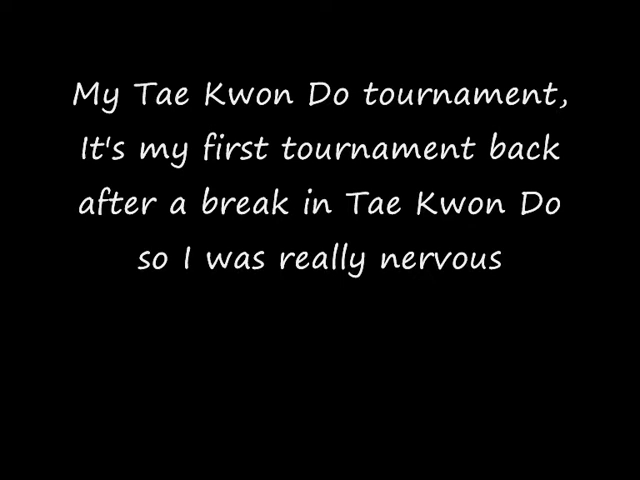 My Tae Kwon Do tournament,
It's my first tournament back
after a break in Tae Kwon Do
so I was really nervous